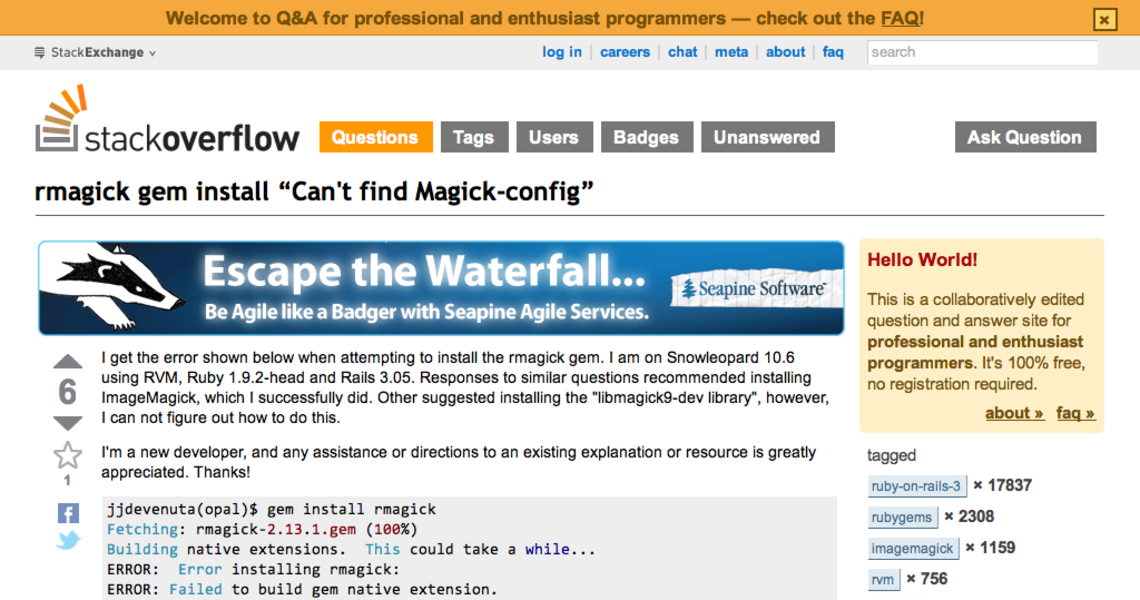 Welcome to Q&A for professional and enthusiast programmers — check out the FAQ!
StackExchange
log in | careers | chat | meta | about | faq
search
stackoverflow
Questions
Tags
Users
Badges
Unanswered
Ask Question
rmagick gem install “Can't find Magick-config”
Escape the Waterfall...
Be Agile like a Badger with Seapine Agile Services.
Seapine Software™
6
1
I get the error shown below when attempting to install the rmagick gem. I am on Snowleopard 10.6
using RVM, Ruby 1.9.2-head and Rails 3.05. Responses to similar questions recommended installing
ImageMagick, which I successfully did. Other suggested installing the "libmagick9-dev library", however,
I can not figure out how to do this.
I'm a new developer, and any assistance or directions to an existing explanation or resource is greatly
appreciated. Thanks!
jjdevenuta(opal)$ gem install rmagick
Fetching: rmagick-2.13.1.gem (100%)
Building native extensions.  This could take a while...
ERROR:  Error installing rmagick:
ERROR: Failed to build gem native extension.
Hello World!
This is a collaboratively edited
question and answer site for
professional and enthusiast
programmers. It's 100% free,
no registration required.
about »  faq »
tagged
ruby-on-rails-3 × 17837
rubygems × 2308
imagemagick × 1159
rvm × 756